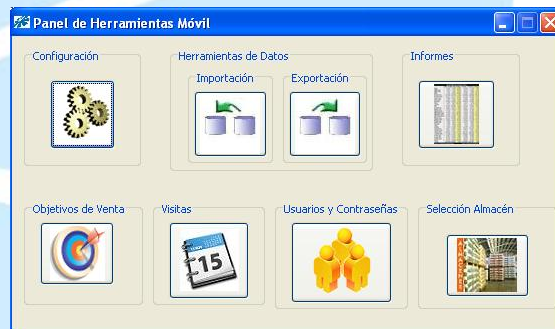 Panel de Herramientas Móvil
Configuración
Herramientas de Datos
Informes
Importación
Exportación
Objetivos de Venta
Visitas
Usuarios y Contraseñas
Selección Almacén
15
ALMACENES